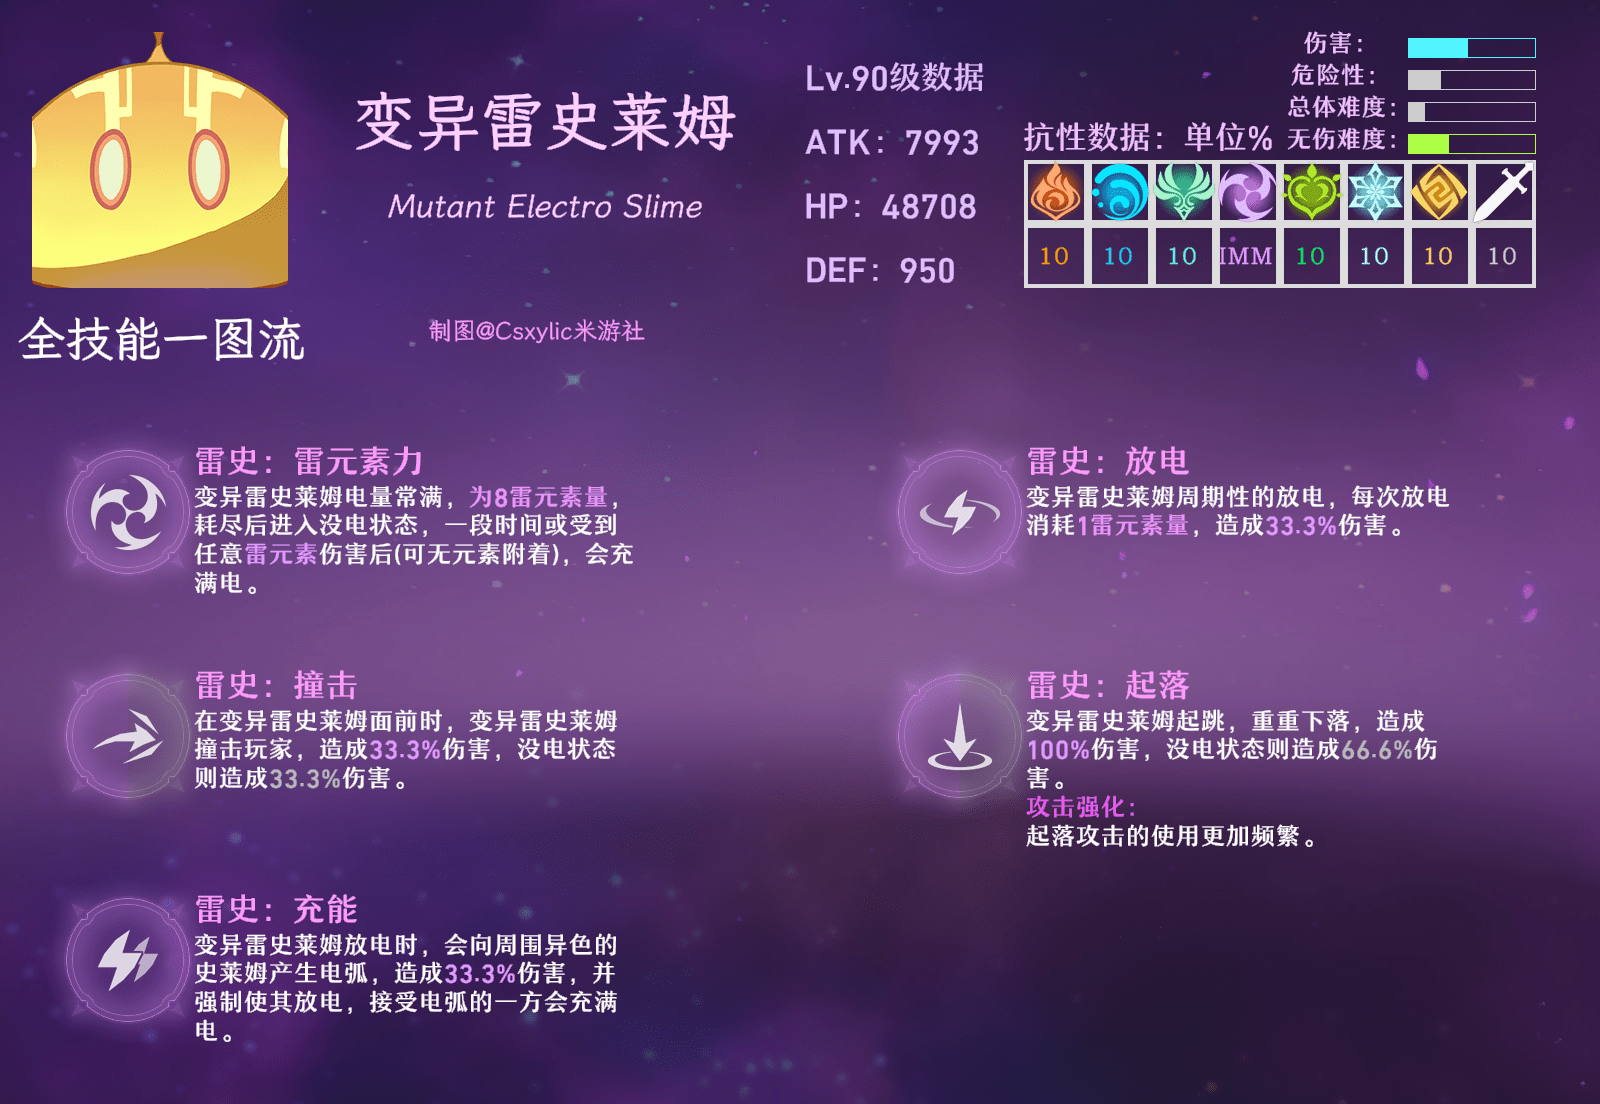 变异雷史莱姆
Mutant Electro Slime
全技能一图流
制图@Csxylic米游社
Lv.90级数据
ATK：7993
HP：48708
DEF：950
伤害：
危险性：
总体难度：
无伤难度：
抗性数据：单位%
10 10 10 IMM 10 10 10 10
雷史：雷元素力
变异雷史莱姆电量常满，为8雷元素量，
耗尽后进入没电状态，一段时间或受到
任意雷元素伤害后(可无元素附着)，会充
满电。
雷史：放电
变异雷史莱姆周期性的放电，每次放电
消耗1雷元素量，造成33.3%伤害。
雷史：撞击
在变异雷史莱姆面前时，变异雷史莱姆
撞击玩家，造成33.3%伤害，没电状态
则造成33.3%伤害。
雷史：起落
变异雷史莱姆起跳，重重下落，造成
100%伤害，没电状态则造成66.6%伤
害。
攻击强化：
起落攻击的使用更加频繁。
雷史：充能
变异雷史莱姆放电时，会向周围异色的
史莱姆产生电弧，造成33.3%伤害，并
强制使其放电，接受电弧的一方会充满
电。